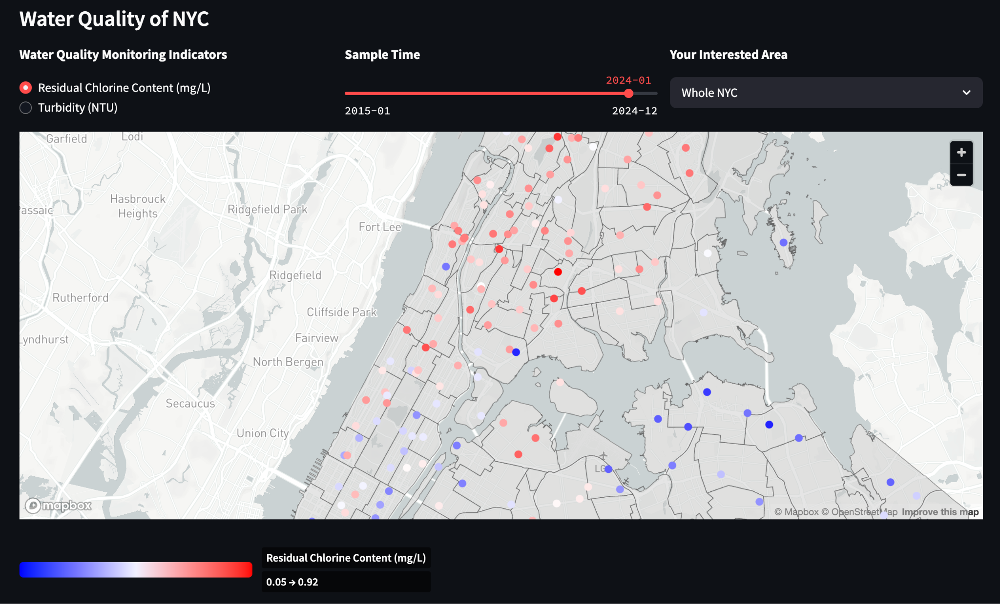 Water Quality of NYC
Water Quality Monitoring Indicators
Residual Chlorine Content (mg/L)
Turbidity (NTU)
Sample Time
2024-01
2015-01
2024-12
Your Interested Area
Whole NYC
Garfield
Lodi
Hasbrouck
Heights
Passaic
Ridgefield Park
Fort Lee
Ridgefield
Rutherford
Cliffside Park
Lyndhurst
Fairview
North Bergen
Secaucus
Union City
LG
+
−
mapbox
© Mapbox © OpenStreetMap Improve this map
Residual Chlorine Content (mg/L)
0.05 → 0.92